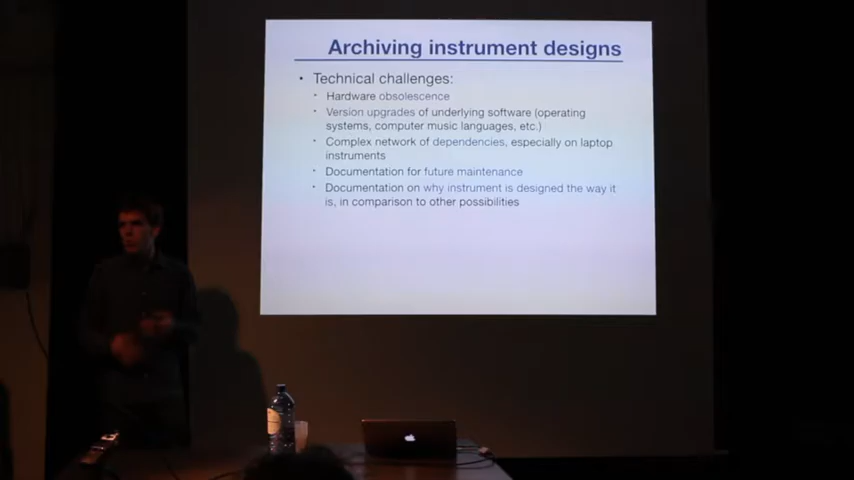 Archiving instrument designs
• Technical challenges:
• Hardware obsolescence
• Version upgrades of underlying software (operating
systems, computer music languages, etc.)
• Complex network of dependencies, especially on laptop
instruments
• Documentation for future maintenance
• Documentation on why instrument is designed the way it
is, in comparison to other possibilities